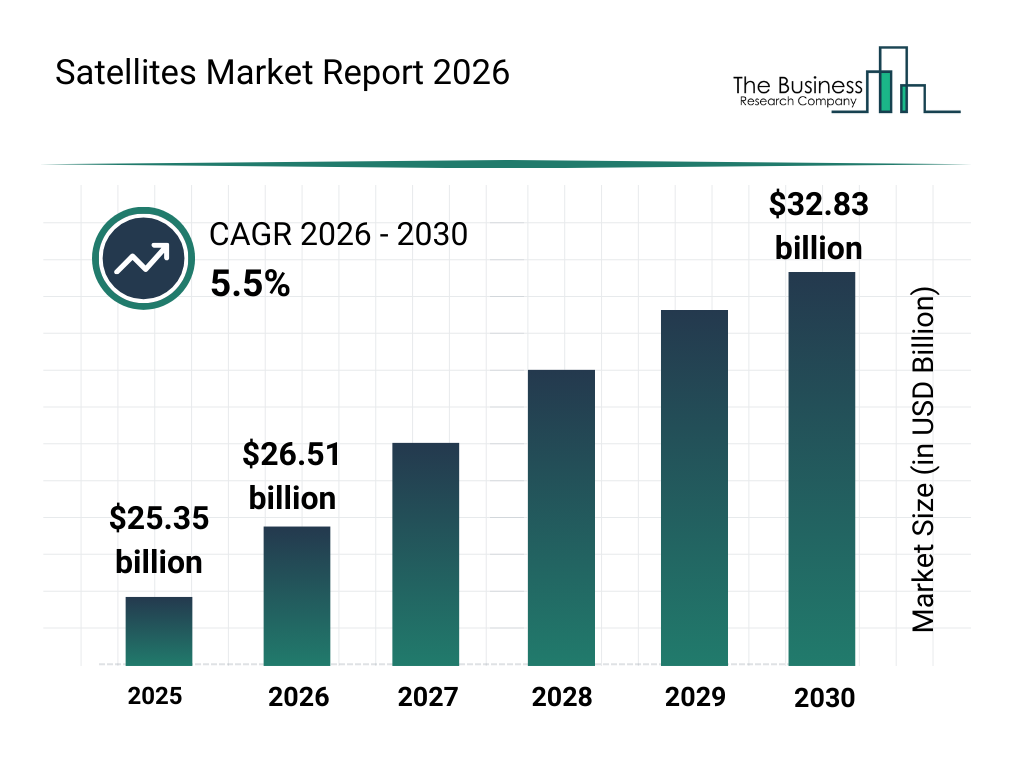 Satellites Market Report 2026
The Business
Research Company
CAGR 2026 - 2030
5.5%
$32.83
billion
$26.51
billion
$25.35
billion
Market Size (in USD Billion)
2025
2026
2027
2028
2029
2030